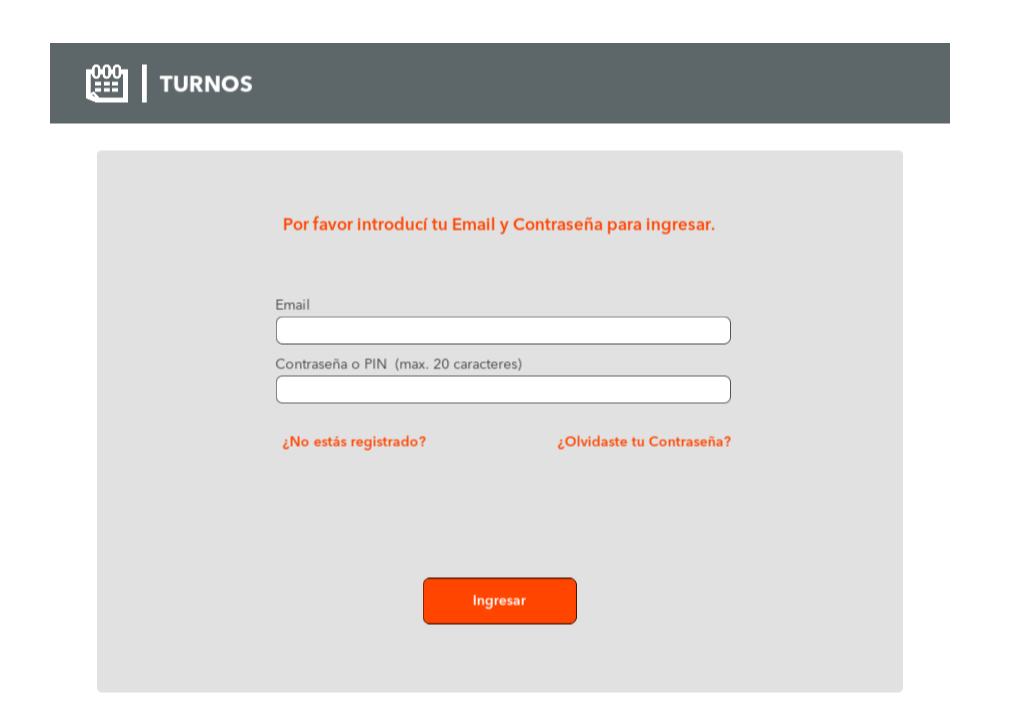 TURNOS
Por favor introducí tu Email y Contraseña para ingresar.
Email
Contraseña o PIN (max. 20 caracteres)
¿No estás registrado? ¿Olvidaste tu Contraseña?
Ingresar